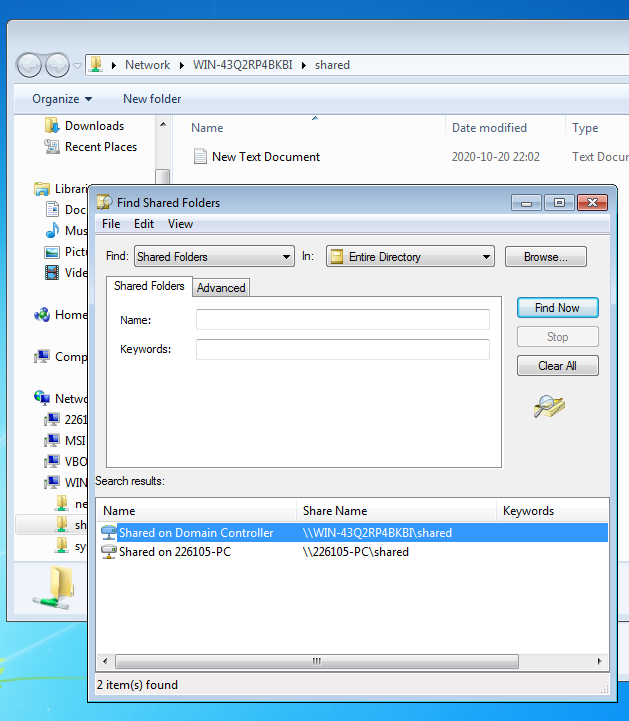 Network WIN-43Q2RP4BKBI shared
Organize New folder
Downloads
Recent Places
Name Date modified Type
New Text Document 2020-10-20 22:02 Text Docu
Librari
Doc
Mus
Pict
Vide
Home
Comp
Netwo
2261
MSI
VBO
WIN
ne
sh
sy
Find Shared Folders
File Edit View
Find: Shared Folders In: Entire Directory Browse...
Shared Folders Advanced
Name:
Keywords:
Find Now
Stop
Clear All
Search results:
Name Share Name Keywords
Shared on Domain Controller \\WIN-43Q2RP4BKBI\shared
Shared on 226105-PC \\226105-PC\shared
2 item(s) found